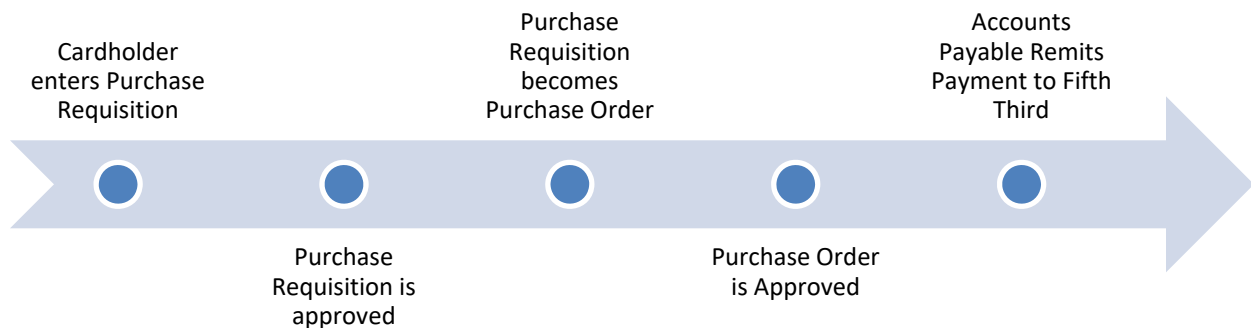 Cardholder
enters Purchase
Requisition
Purchase
Requisition is
approved
Purchase
Requisition
becomes
Purchase Order
Purchase Order
is Approved
Accounts
Payable Remits
Payment to Fifth
Third